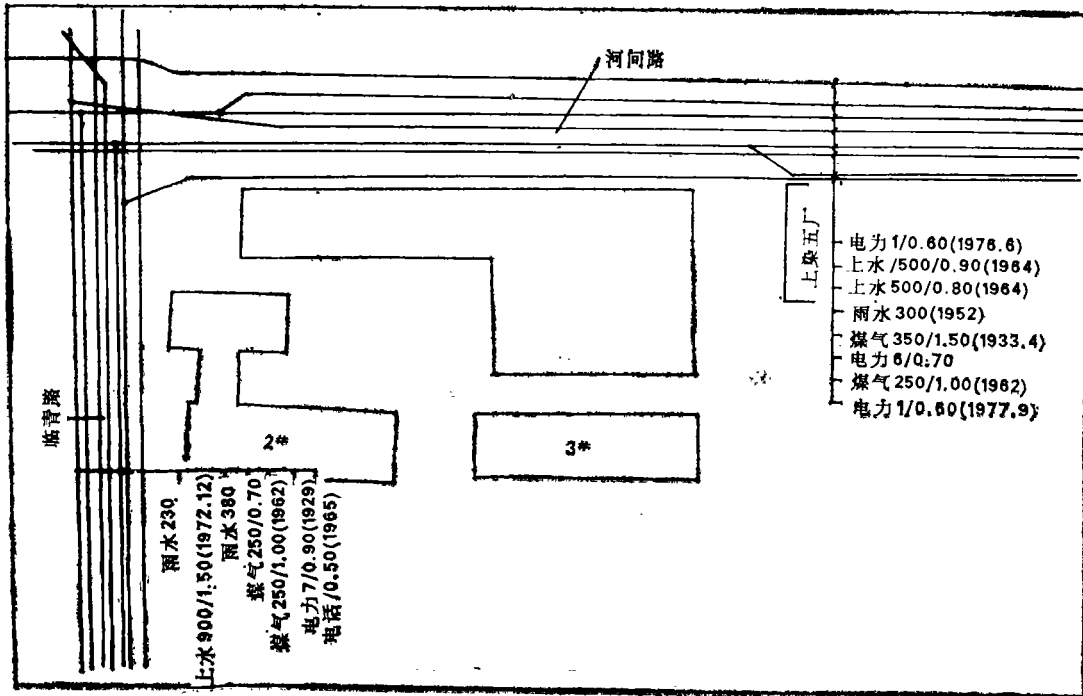 河间路
上染五厂
电力1/0.60(1976.6)
上水/500/0.90(1964)
上水500/0.80(1964)
雨水300(1952)
煤气350/1.50(1933.4)
电力6/0.70
煤气250/1.00(1962)
电力1/0.60(1977.9)
临青路
2#
3#
雨水230
上水900/1.50(1972.12)
雨水380
煤气250/0.70
煤气250/1.00(1962)
电力7/0.90(1929)
电话/0.50(1965)